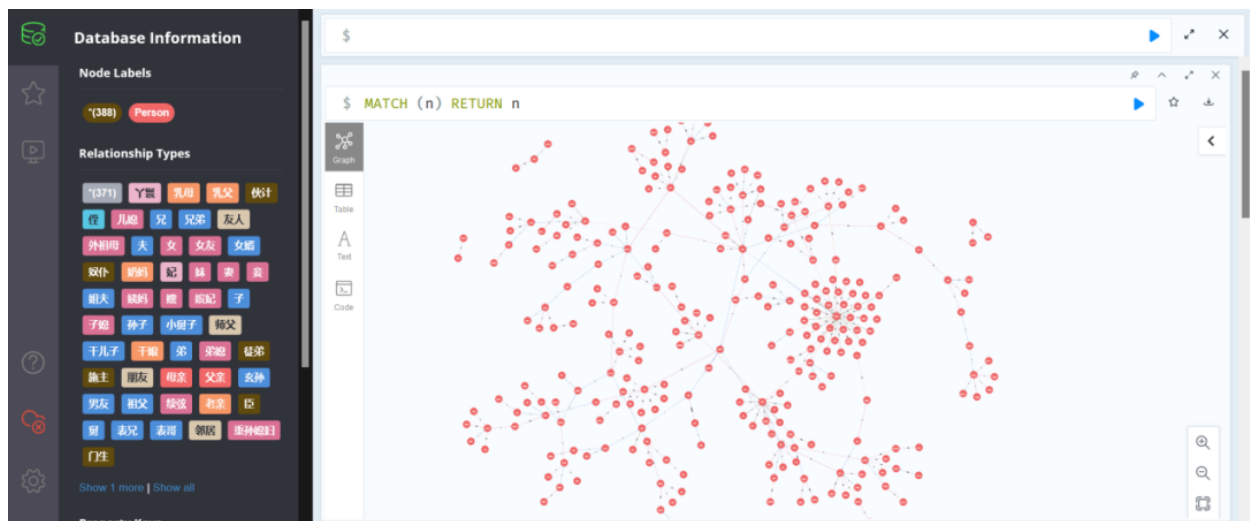 Database Information
Node Labels
*(388) Person
Relationship Types
*(371) 丫鬟 乳母 乳父 伙计
侄 儿媳 兄 兄弟 友人
外祖母 夫 女 女友 女婿
奴仆 奶妈 妃 妹 妻 妾
姐夫 姨妈 嫂 嫔妃 子
子媳 孙子 小舅子 师父
干儿子 干娘 弟 弟媳 徒弟
施主 朋友 母亲 父亲 玄孙
男友 祖父 续弦 老亲 臣
舅 表兄 表哥 邻居 重孙媳妇
门生
Show 1 more | Show all
$
$ MATCH (n) RETURN n
Graph
Table
Text
Code